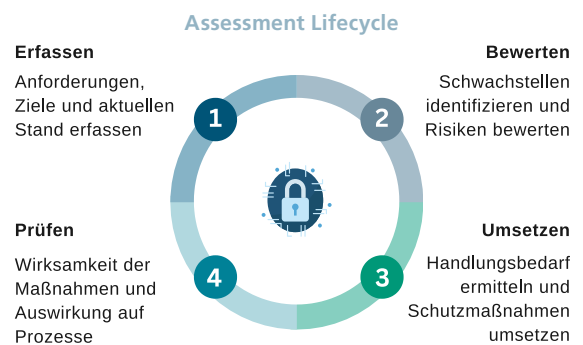 Assessment Lifecycle
Erfassen
Anforderungen,
Ziele und aktuellen
Stand erfassen
1
Bewerten
Schwachstellen
identifizieren und
Risiken bewerten
2
Umsetzen
Handlungsbedarf
ermitteln und
Schutzmaßnahmen
umsetzen
3
Prüfen
Wirksamkeit der
Maßnahmen und
Auswirkung auf
Prozesse
4